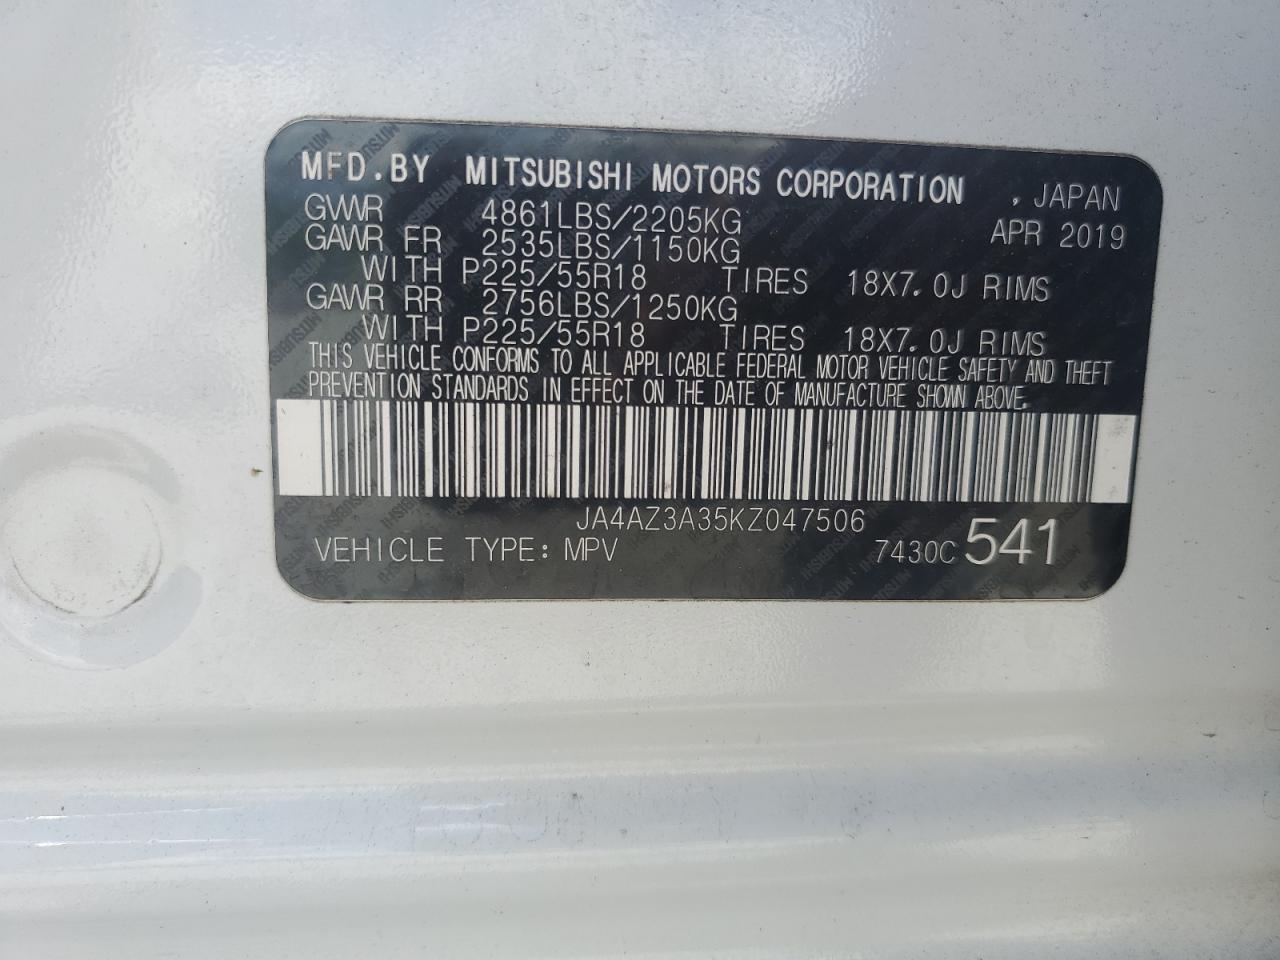 MFD.BY MITSUBISHI MOTORS CORPORATION , JAPAN
GVWR 4861LBS/2205KG APR 2019
GAWR FR 2535LBS/1150KG
WITH P225/55R18 TIRES 18X7.0J RIMS
GAWR RR 2756LBS/1250KG
WITH P225/55R18 TIRES 18X7.0J RIMS
THIS VEHICLE CONFORMS TO ALL APPLICABLE FEDERAL MOTOR VEHICLE SAFETY AND THEFT
PREVENTION STANDARDS IN EFFECT ON THE DATE OF MANUFACTURE SHOWN ABOVE.
JA4AZ3A35KZ047506
VEHICLE TYPE: MPV 7430C 541